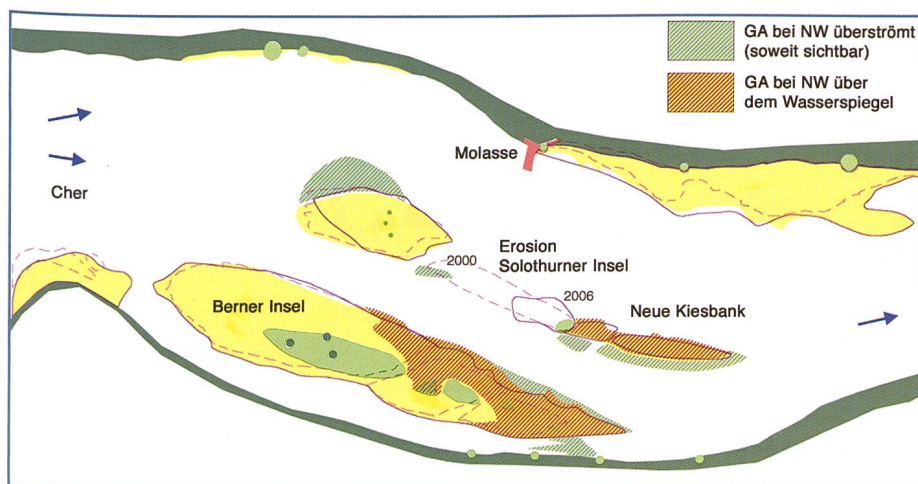 GA bei NW überströmt
(soweit sichtbar)
GA bei NW über
dem Wasserspiegel
Molasse
Cher
Erosion
Solothurner Insel
2000
2006
Neue Kiesbank
Berner Insel